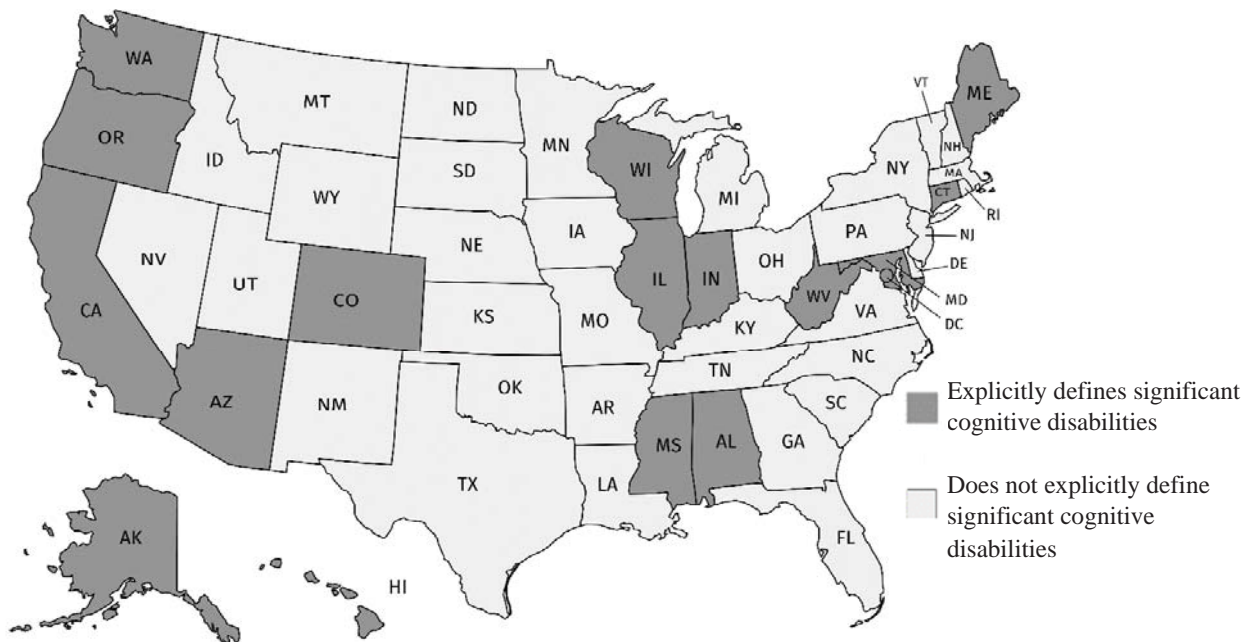 WA
MT
ND
MN
VT
ME
OR
ID
SD
WI
NY
NH
MA
CT
RI
WY
MI
IA
PA
NJ
NE
NV
UT
IL
IN
OH
DE
CO
CA
WV
MD
KS
MO
VA
DC
KY
NC
TN
OK
AZ
NM
AR
SC
Explicitly defines significant
cognitive disabilities
MS
AL
GA
TX
LA
Does not explicitly define
significant cognitive
disabilities
FL
AK
HI